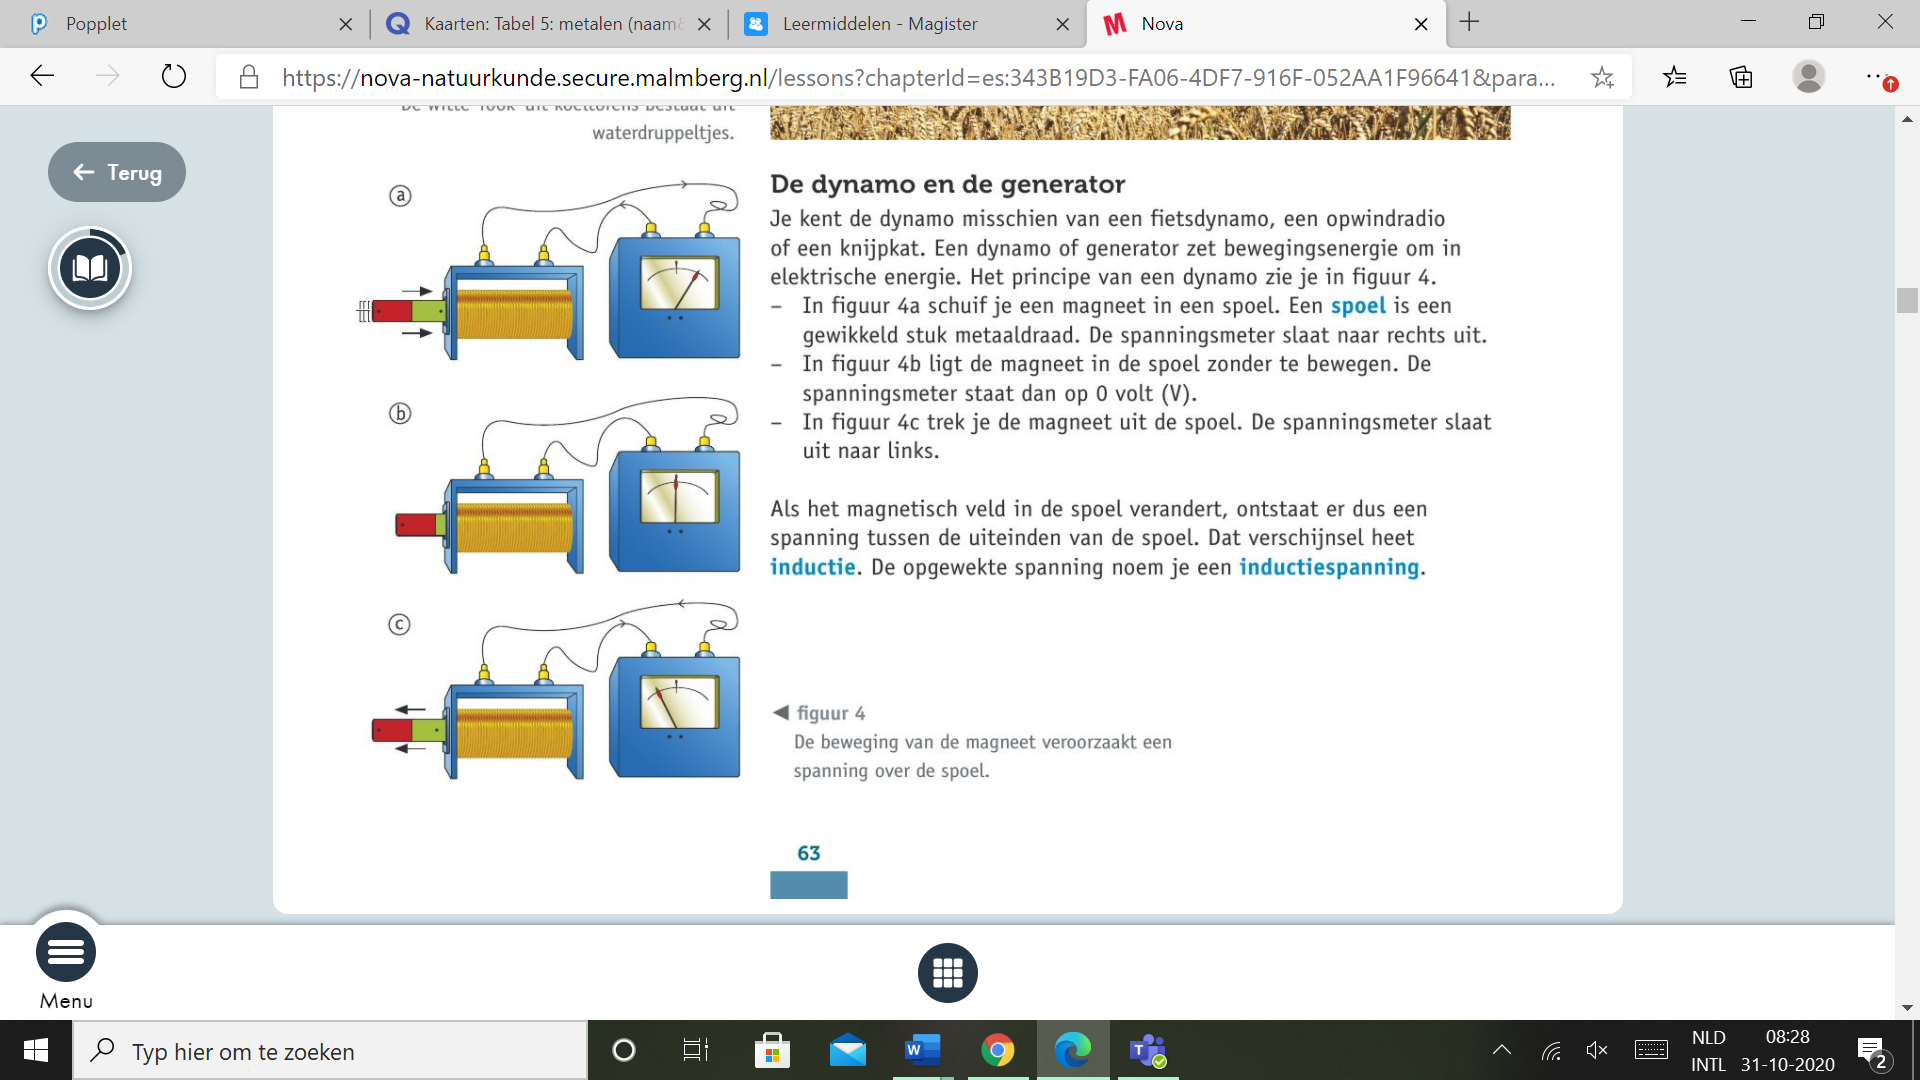 Popplet
Kaarten: Tabel 5: metalen (naam&
Leermiddelen - Magister
Nova
https://nova-natuurkunde.secure.malmberg.nl/lessons?chapterId=es:343B19D3-FA06-4DF7-916F-052AA1F96641&para...
Terug
waterdruppeltjes.
a
b
c
De dynamo en de generator
Je kent de dynamo misschien van een fietsdynamo, een opwindradio
of een knijpkat. Een dynamo of generator zet bewegingsenergie om in
elektrische energie. Het principe van een dynamo zie je in figuur 4.
– In figuur 4a schuif je een magneet in een spoel. Een spoel is een
gewikkeld stuk metaaldraad. De spanningsmeter slaat naar rechts uit.
– In figuur 4b ligt de magneet in de spoel zonder te bewegen. De
spanningsmeter staat dan op 0 volt (V).
– In figuur 4c trek je de magneet uit de spoel. De spanningsmeter slaat
uit naar links.
Als het magnetisch veld in de spoel verandert, ontstaat er dus een
spanning tussen de uiteinden van de spoel. Dat verschijnsel heet
inductie. De opgewekte spanning noem je een inductiespanning.
◀ figuur 4
De beweging van de magneet veroorzaakt een
spanning over de spoel.
63
Menu
Typ hier om te zoeken
NLD
INTL
08:28
31-10-2020
2